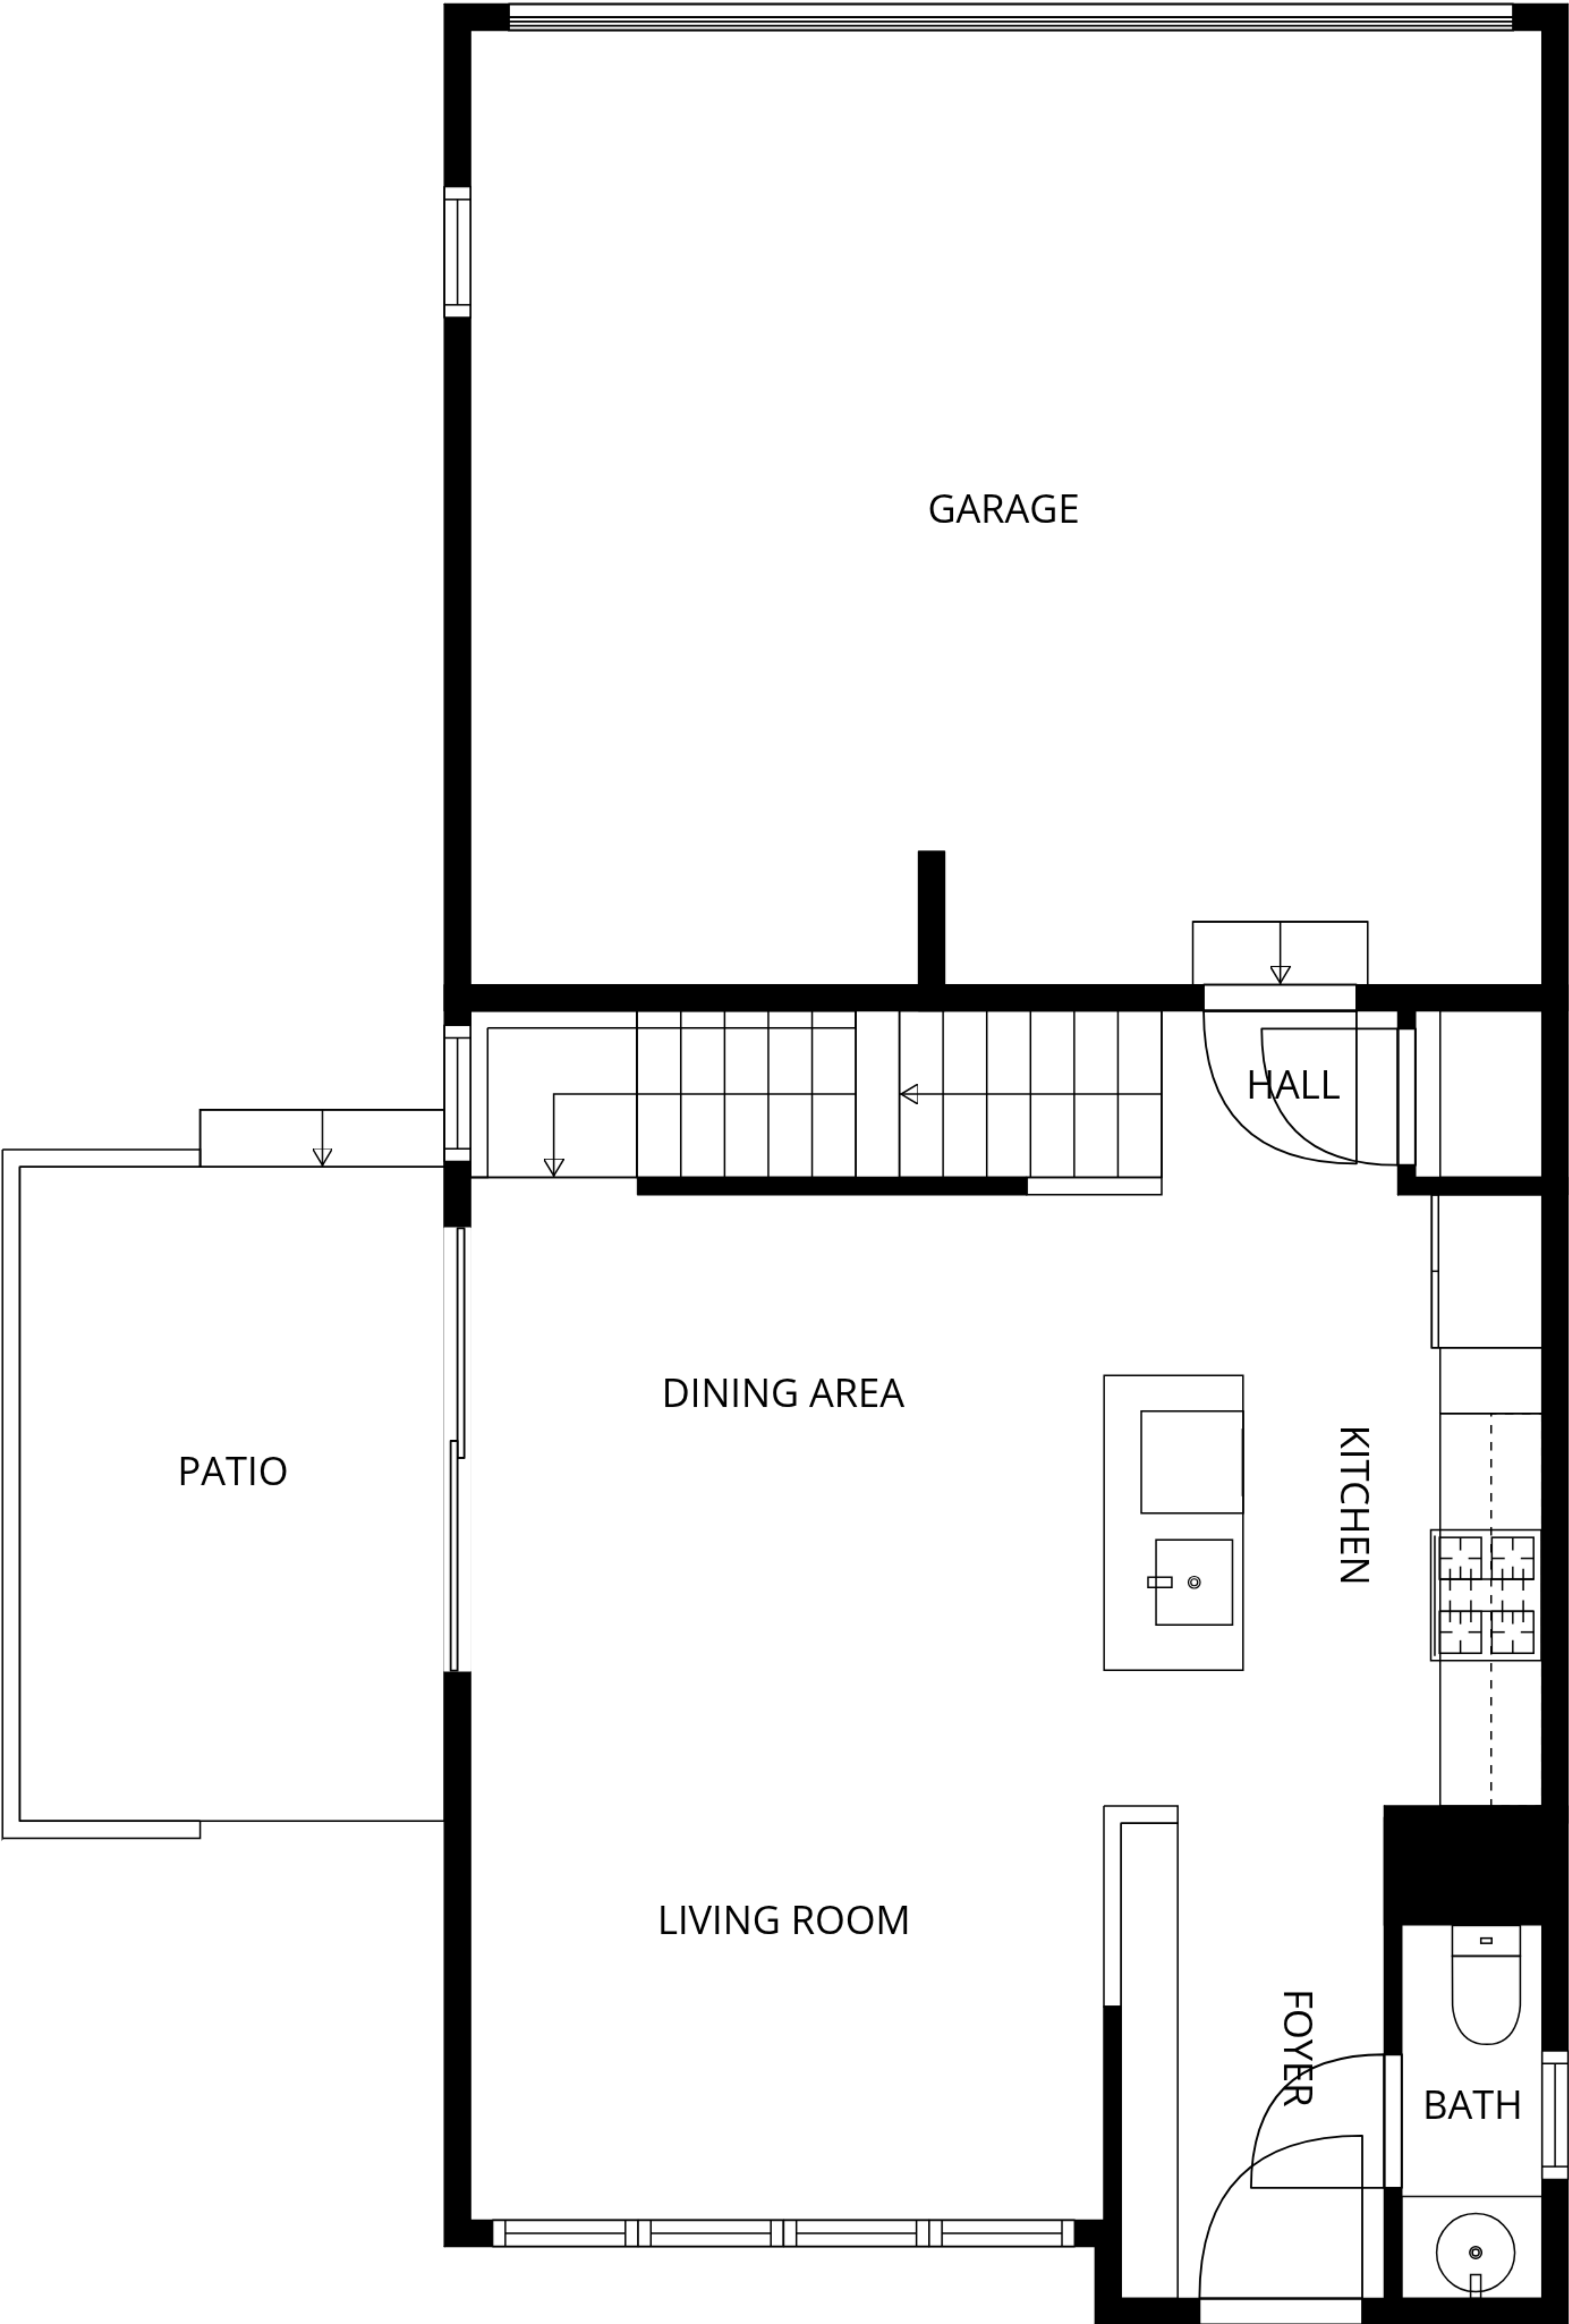 GARAGE
HALL
DINING AREA
KITCHEN
PATIO
LIVING ROOM
FOYER
BATH